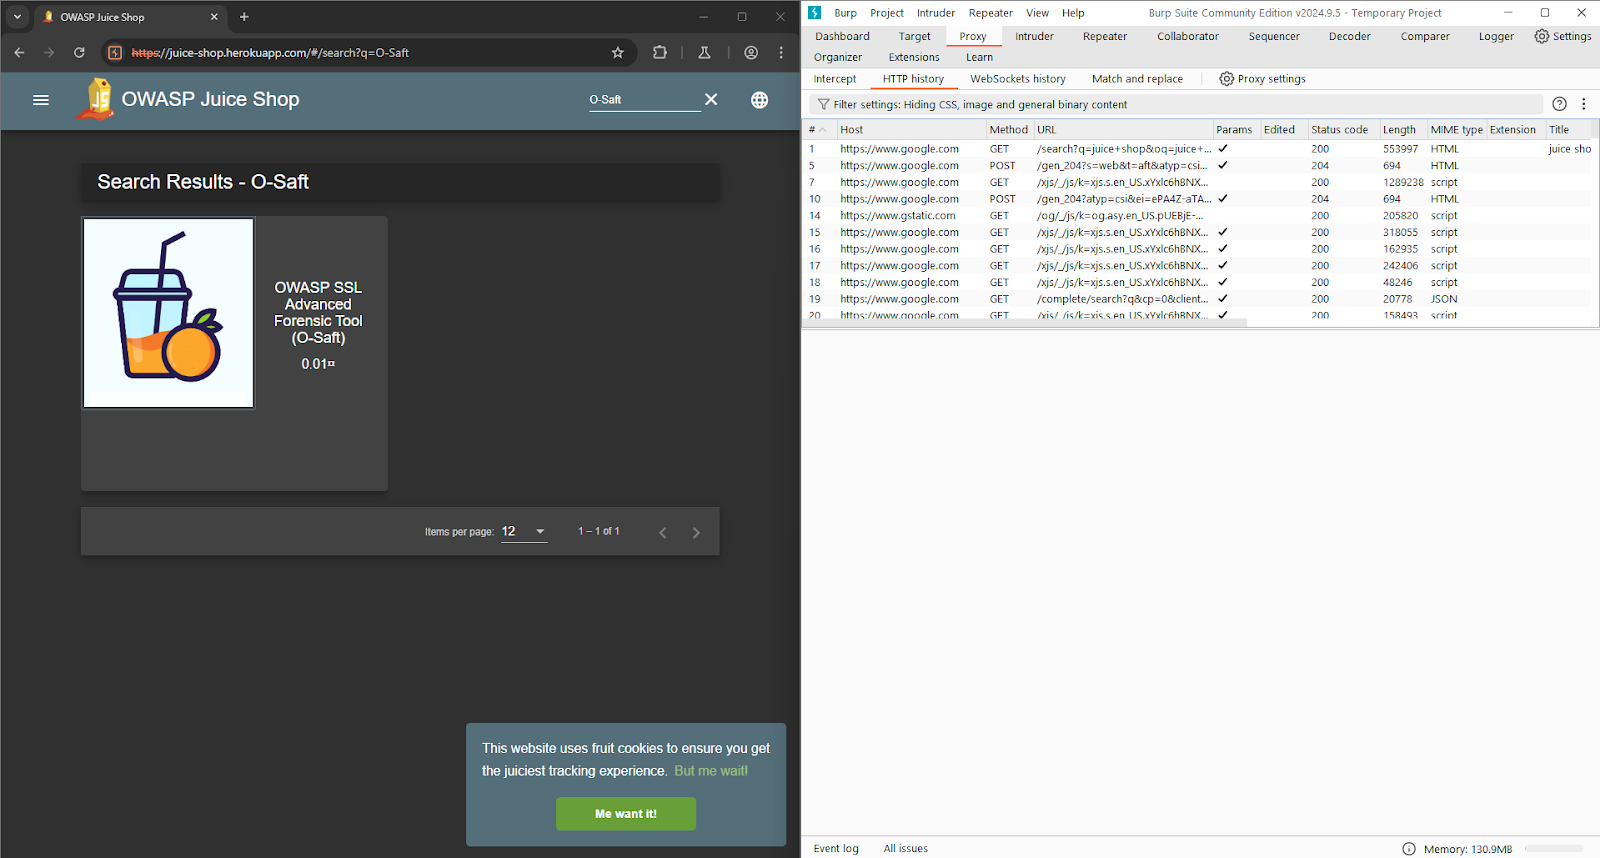 OWASP Juice Shop
https://juice-shop.herokuapp.com/#/search?q=O-Saft
OWASP Juice Shop
O-Saft
Search Results - O-Saft
OWASP SSL
Advanced
Forensic Tool
(O-Saft)
0.01¤
Items per page: 12 1 – 1 of 1
This website uses fruit cookies to ensure you get
the juiciest tracking experience. But me wait!
Me want it!
Burp Project Intruder Repeater View Help Burp Suite Community Edition v2024.9.5 - Temporary Project
Dashboard Target Proxy Intruder Repeater Collaborator Sequencer Decoder Comparer Logger Settings
Organizer Extensions Learn
Intercept HTTP history WebSockets history Match and replace Proxy settings
Filter settings: Hiding CSS, image and general binary content
# Host Method URL Params Edited Status code Length MIME type Extension Title
1 https://www.google.com GET /search?q=juice+shop&oq=juice+... ✓ 200 553997 HTML juice sho
5 https://www.google.com POST /gen_204?s=web&t=aft&atyp=csi... ✓ 204 694 HTML
7 https://www.google.com GET /xjs/_/js/k=xjs.s.en_US.xYxlc6hBNX... 200 1289238 script
10 https://www.google.com POST /gen_204?atyp=csi&ei=ePA4Z-aTA... ✓ 204 694 HTML
14 https://www.gstatic.com GET /og/_/js/k=og.asy.en_US.pUEBjE-... 200 205820 script
15 https://www.google.com GET /xjs/_/js/k=xjs.s.en_US.xYxlc6hBNX... ✓ 200 318055 script
16 https://www.google.com GET /xjs/_/js/k=xjs.s.en_US.xYxlc6hBNX... ✓ 200 162935 script
17 https://www.google.com GET /xjs/_/js/k=xjs.s.en_US.xYxlc6hBNX... ✓ 200 242406 script
18 https://www.google.com GET /xjs/_/js/k=xjs.s.en_US.xYxlc6hBNX... ✓ 200 48246 script
19 https://www.google.com GET /complete/search?q&cp=0&client... ✓ 200 20778 JSON
20 https://www.google.com GET /xjs/_/js/k=xjs.s.en_US.xYxlc6hBNX... ✓ 200 158493 script
Event log All issues Memory: 130.9MB